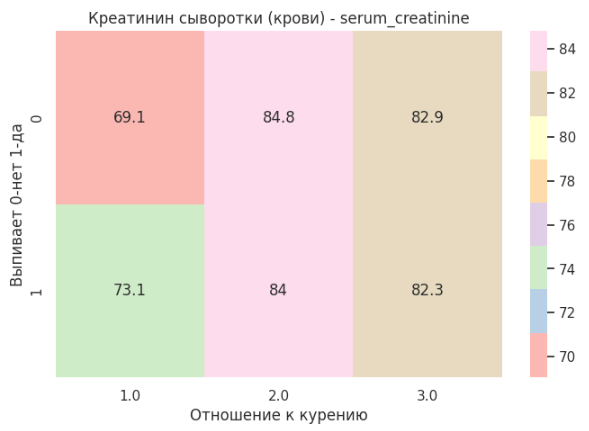 Креатинин сыворотки (крови) - serum_creatinine
Выпивает 0-нет 1-да
0
69.1 84.8 82.9
1
73.1 84 82.3
1.0 2.0 3.0
Отношение к курению
84
82
80
78
76
74
72
70